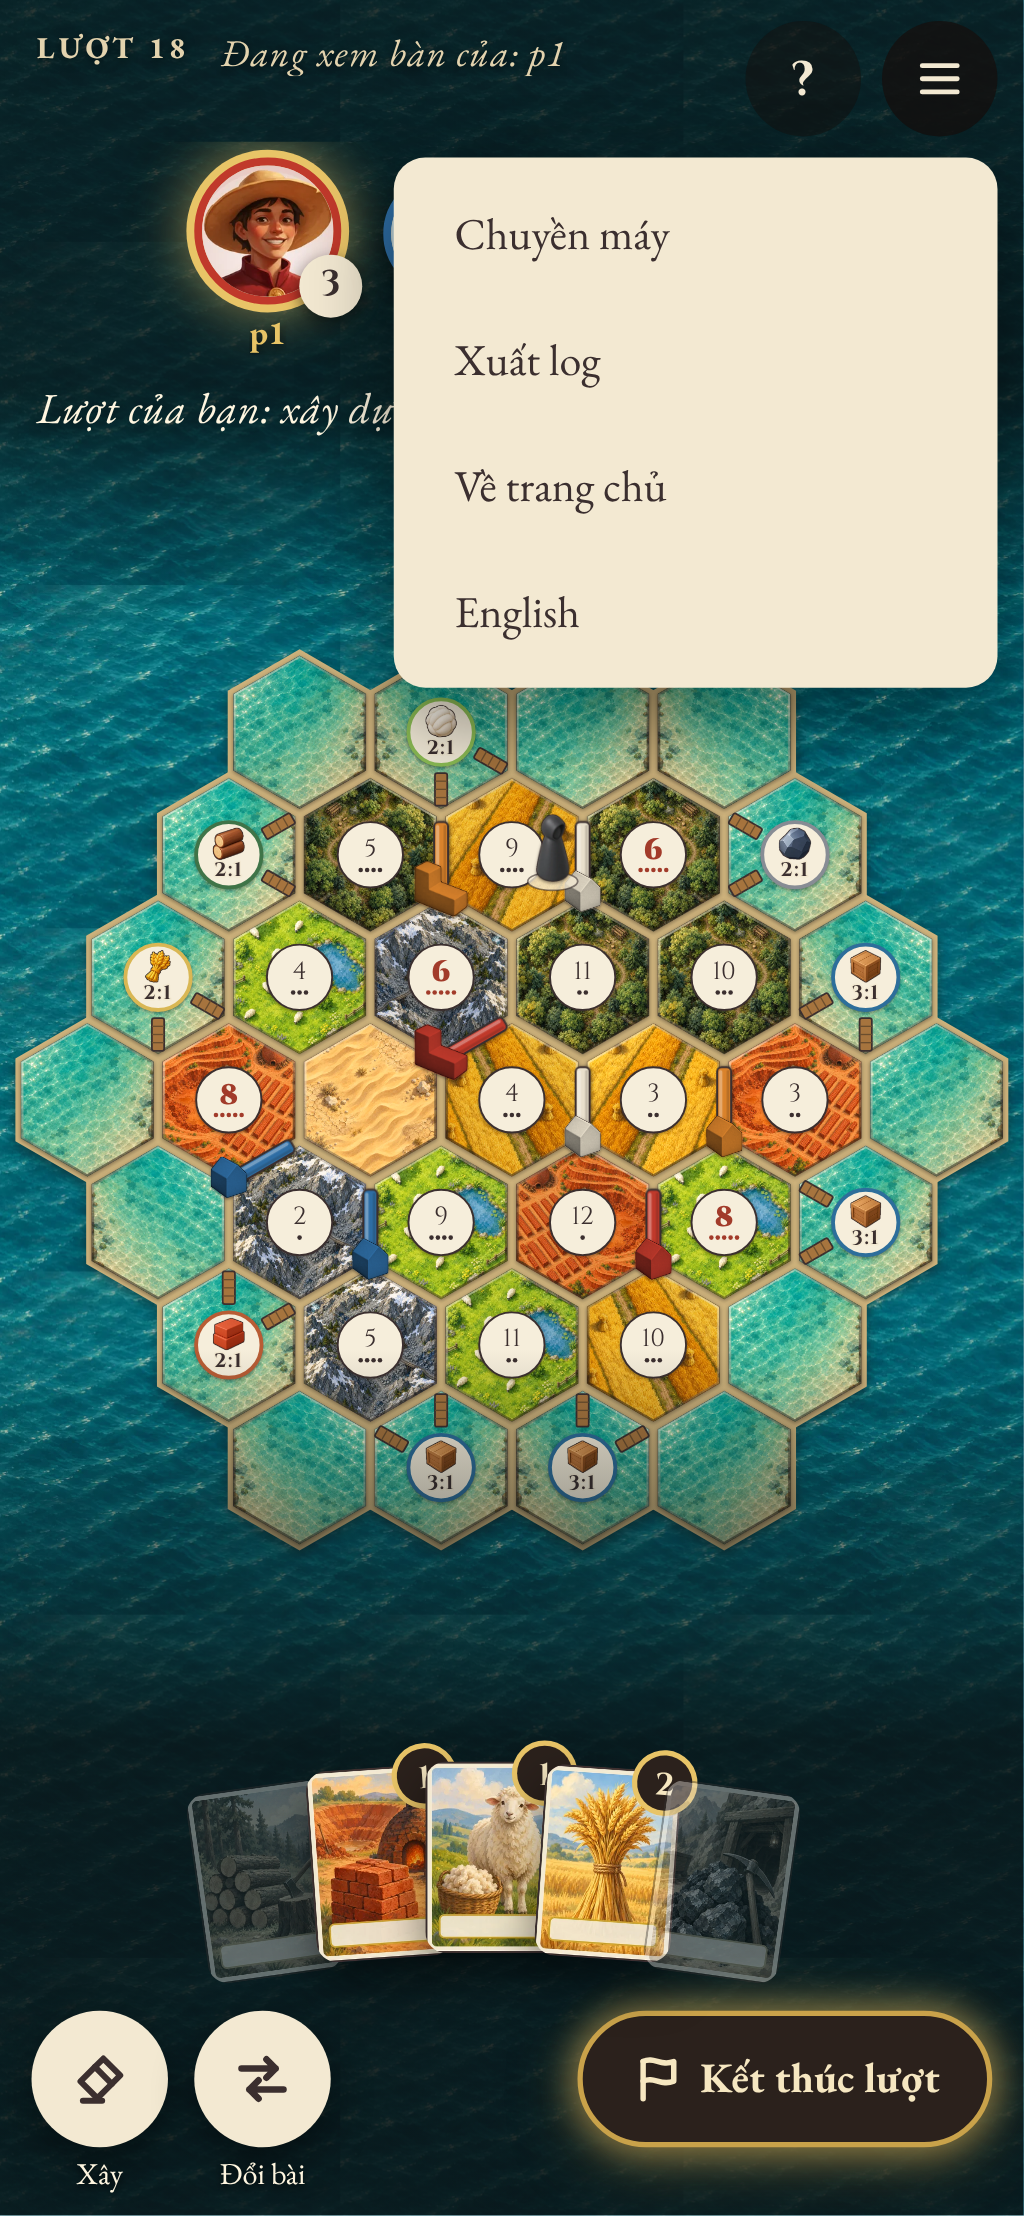 LƯỢT 18 Đang xem bàn của: p1
?
3
p1
Chuyền máy
Xuất log
Về trang chủ
English
Lượt của bạn: xây
2:1
2:1 5 9 6 2:1
2:1 4 6 11 10 3:1
8 4 3 3
2 9 12 8 3:1
2:1 5 11 10
3:1 3:1
1 1 2
Kết thúc lượt
Xây Đổi bài